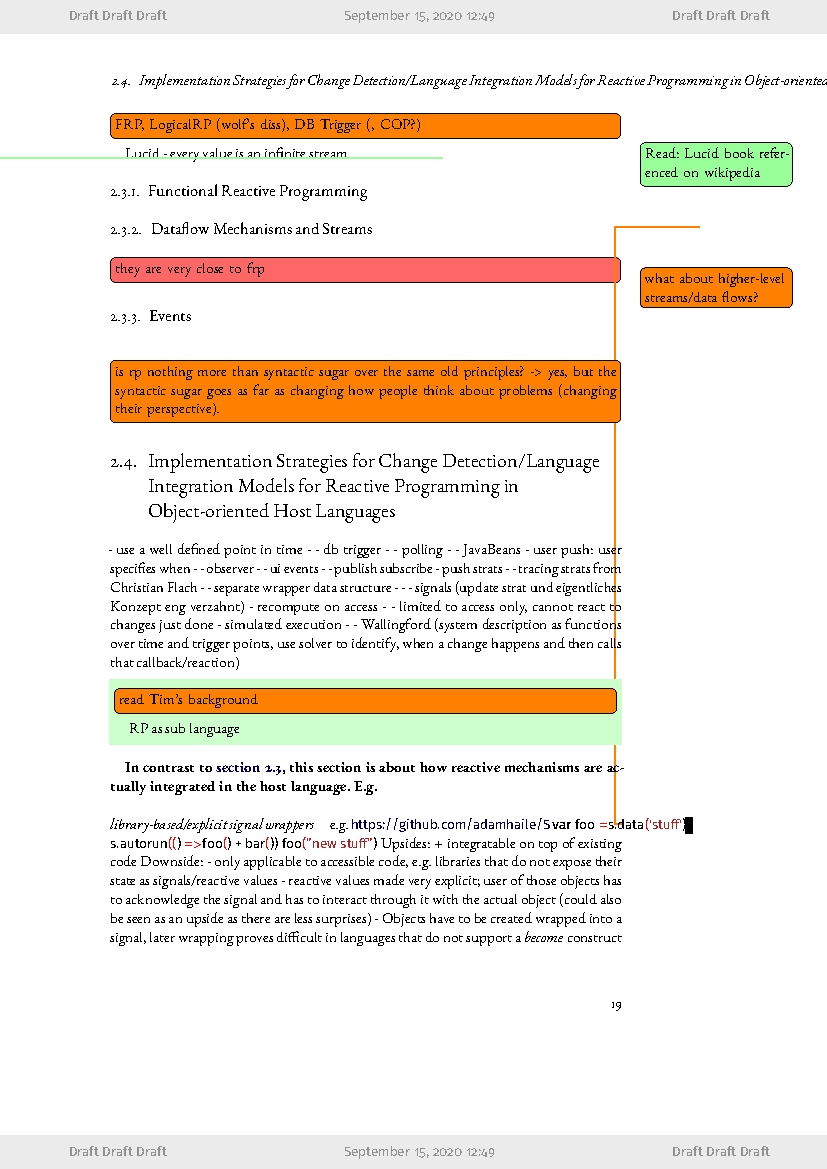 Draft Draft Draft September 15, 2020 12:49 Draft Draft Draft
2.4. Implementation Strategies for Change Detection/Language Integration Models for Reactive Programming in Object-oriented
FRP, LogicalRP (wolf's diss), DB Trigger (, COP?)
Lucid - every value is an infinite stream
Read: Lucid book refer-
enced on wikipedia
2.3.1. Functional Reactive Programming
2.3.2. Dataflow Mechanisms and Streams
they are very close to frp
what about higher-level
streams/data flows?
2.3.3. Events
is rp nothing more than syntactic sugar over the same old principles? -> yes, but the
syntactic sugar goes as far as changing how people think about problems (changing
their perspective).
2.4. Implementation Strategies for Change Detection/Language
Integration Models for Reactive Programming in
Object-oriented Host Languages
- use a well defined point in time - - db trigger - - polling - - JavaBeans - user push: user
specifies when - - observer - - ui events - - publish subscribe - push strats - - tracing strats from
Christian Flach - - separate wrapper data structure - - - signals (update strat und eigentliches
Konzept eng verzahnt) - recompute on access - - limited to access only, cannot react to
changes just done - simulated execution - - Wallingford (system description as functions
over time and trigger points, use solver to identify, when a change happens and then calls
that callback/reaction)
read Tim's background
RP as sub language
In contrast to section 2.3, this section is about how reactive mechanisms are ac-
tually integrated in the host language. E.g.
library-based/explicit signal wrappers e.g. https://github.com/adamhaile/S var foo =s.data('stuff')
s.autorun(() =>foo() + bar()) foo("new stuff") Upsides: + integratable on top of existing
code Downside: - only applicable to accessible code, e.g. libraries that do not expose their
state as signals/reactive values - reactive values made very explicit; user of those objects has
to acknowledge the signal and has to interact through it with the actual object (could also
be seen as an upside as there are less surprises) - Objects have to be created wrapped into a
signal, later wrapping proves difficult in languages that do not support a become construct
19
Draft Draft Draft September 15, 2020 12:49 Draft Draft Draft